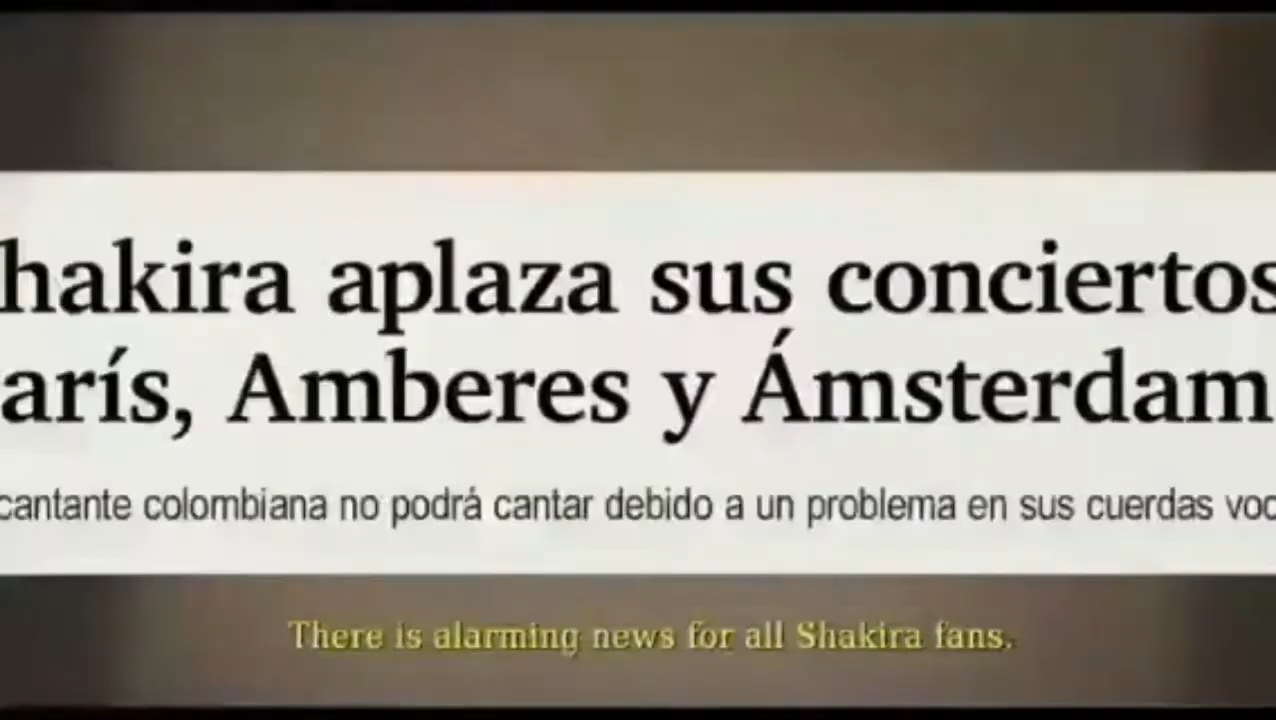 hakira aplaza sus conciertos
arís, Amberes y Ámsterdam
cantante colombiana no podrá cantar debido a un problema en sus cuerdas voc
There is alarming news for all Shakira fans.